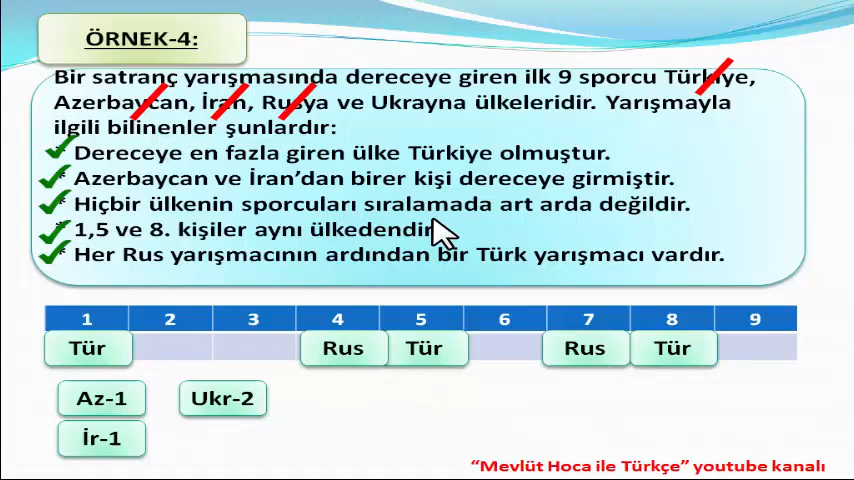 ÖRNEK-4:
Bir satranç yarışmasında dereceye giren ilk 9 sporcu Türkiye,
Azerbaycan, İran, Rusya ve Ukrayna ülkeleridir. Yarışmayla
ilgili bilinenler şunlardır:
* Dereceye en fazla giren ülke Türkiye olmuştur.
* Azerbaycan ve İran’dan birer kişi dereceye girmiştir.
* Hiçbir ülkenin sporcuları sıralamada art arda değildir.
* 1,5 ve 8. kişiler aynı ülkedendir
* Her Rus yarışmacının ardından bir Türk yarışmacı vardır.
1 2 3 4 5 6 7 8 9
Tür Rus Tür Rus Tür
Az-1 Ukr-2
İr-1
“Mevlüt Hoca ile Türkçe” youtube kanalı